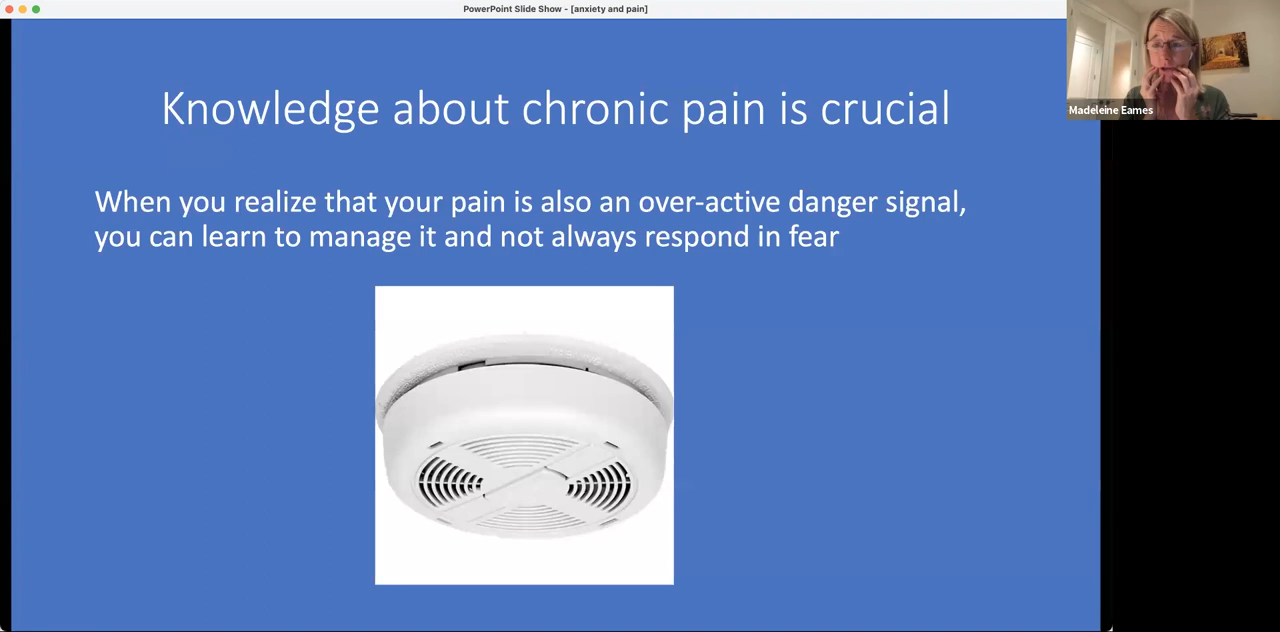 PowerPoint Slide Show - [anxiety and pain]
Madeleine Eames
Knowledge about chronic pain is crucial
When you realize that your pain is also an over-active danger signal,
you can learn to manage it and not always respond in fear